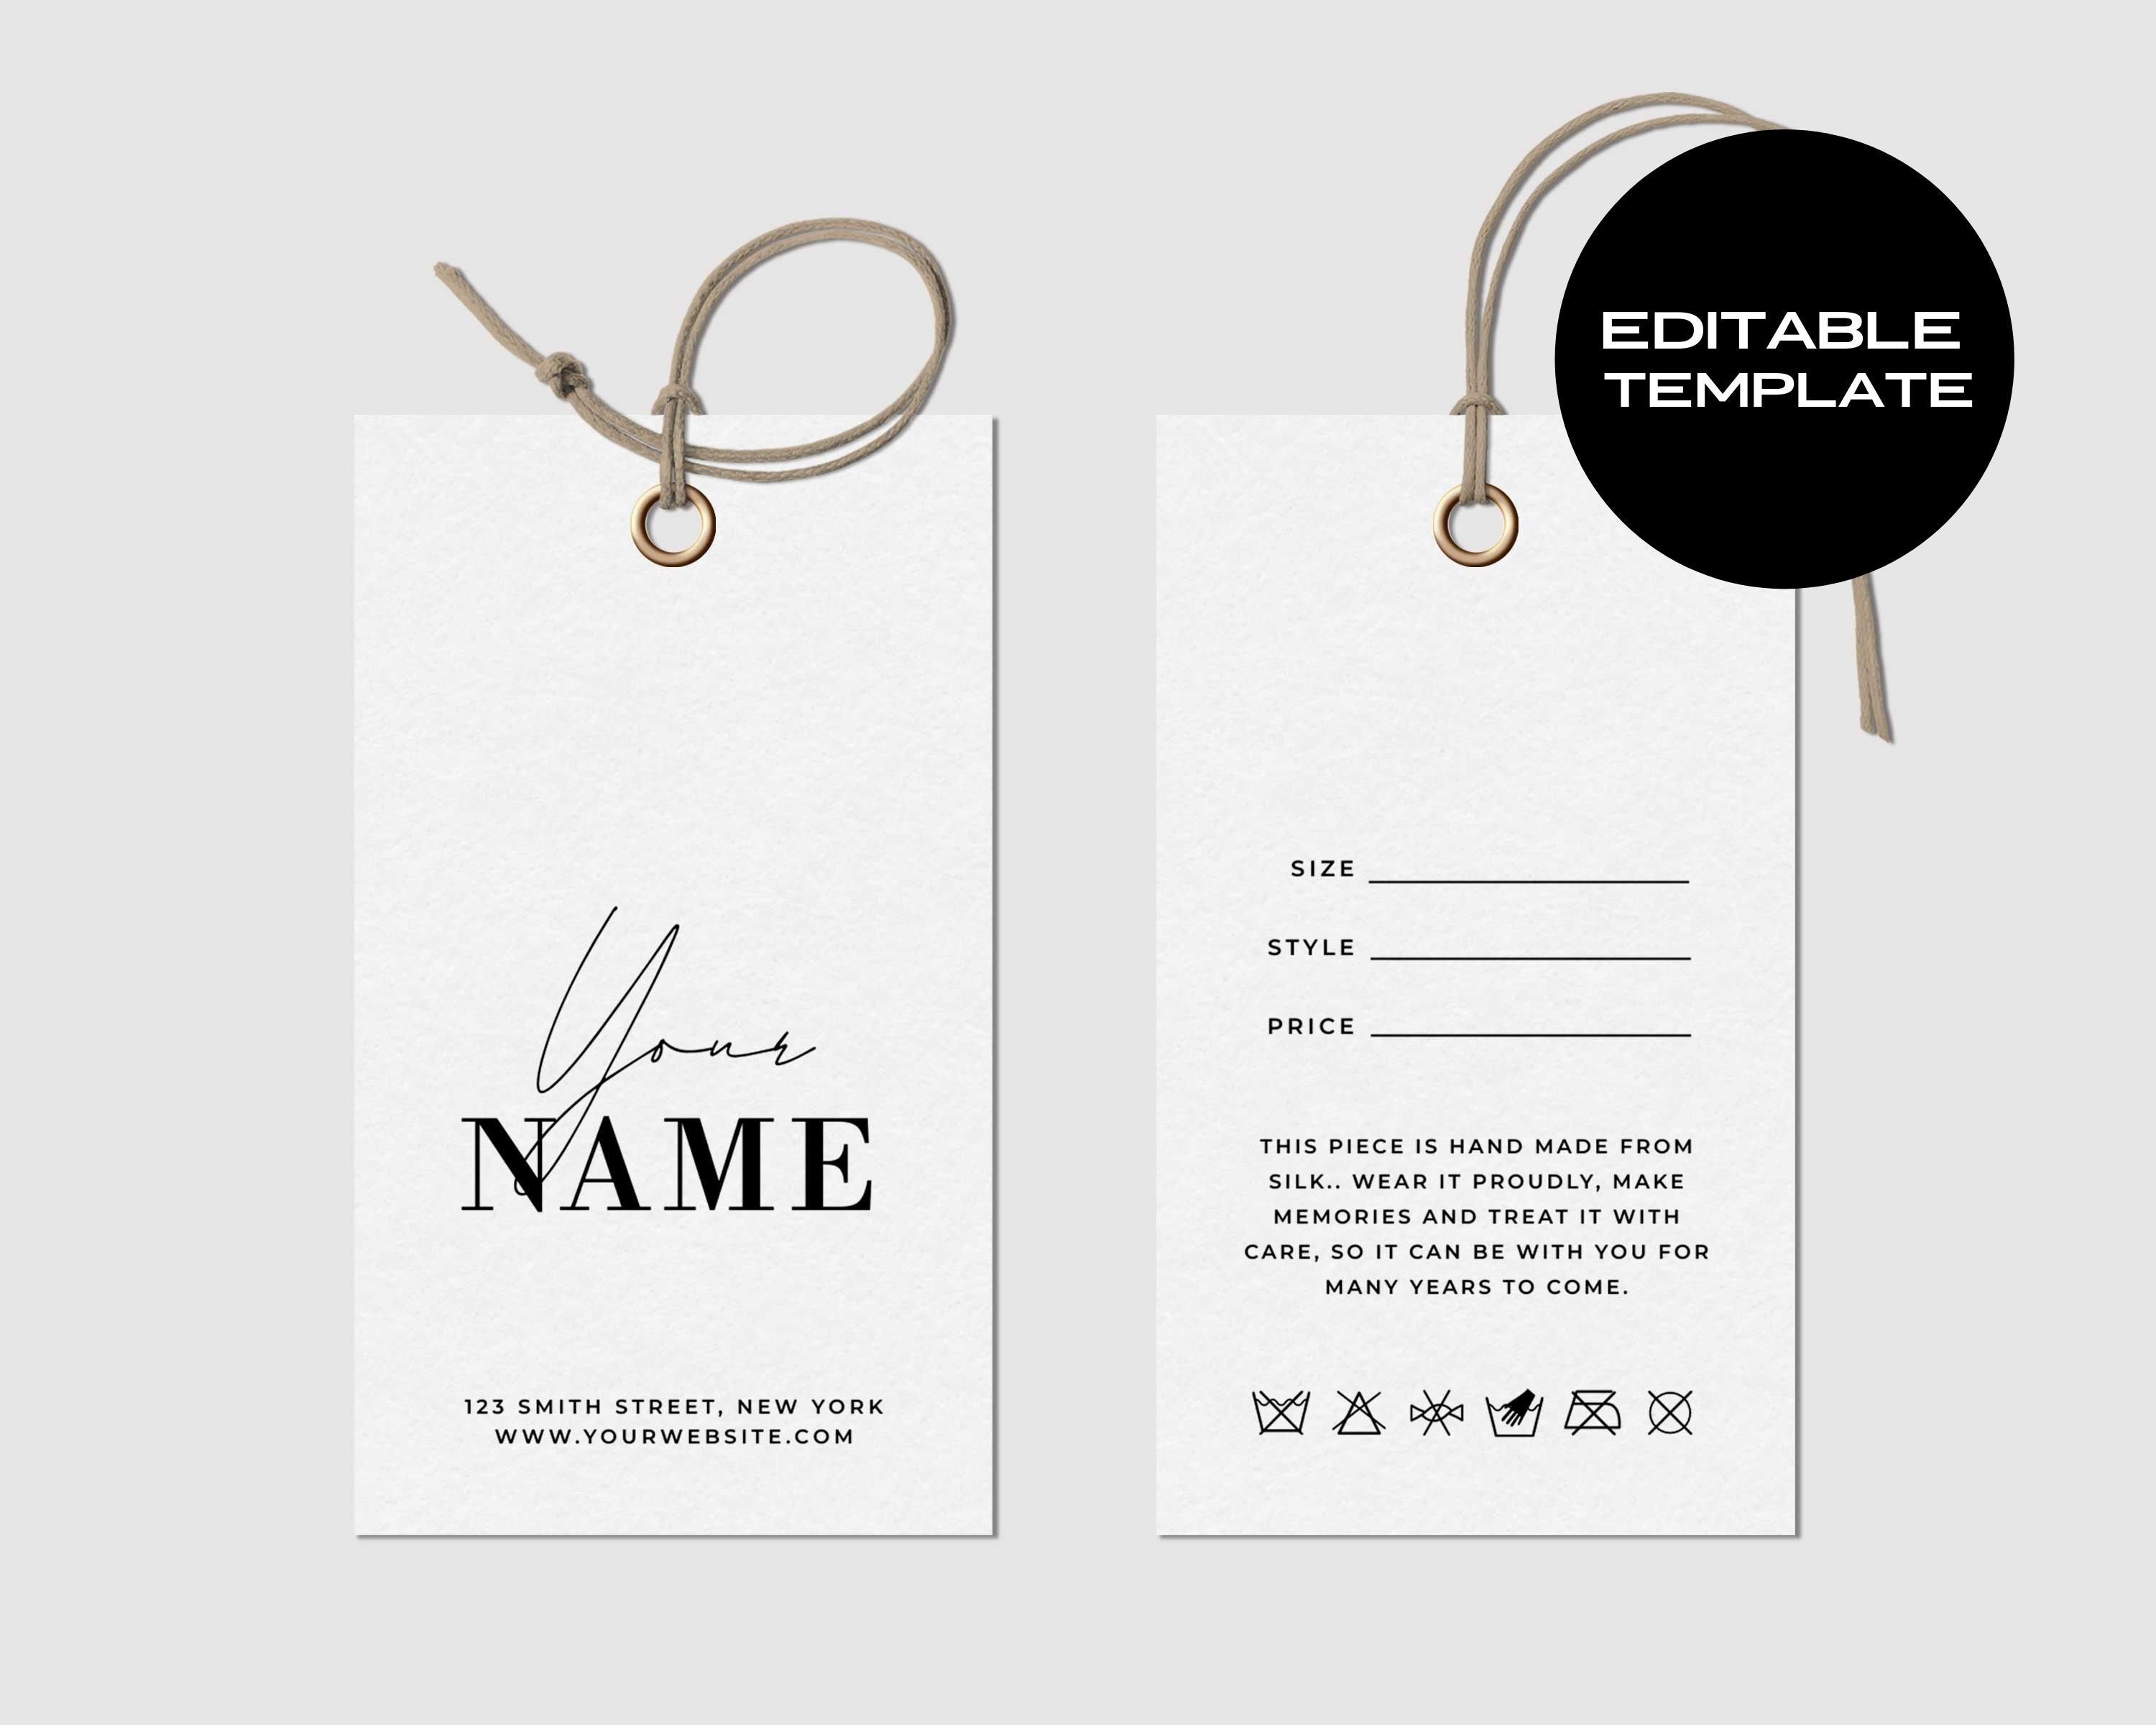 EDITABLE
TEMPLATE
Your
NAME
123 SMITH STREET, NEW YORK
WWW.YOURWEBSITE.COM
SIZE
STYLE
PRICE
THIS PIECE IS HAND MADE FROM
SILK.. WEAR IT PROUDLY, MAKE
MEMORIES AND TREAT IT WITH
CARE, SO IT CAN BE WITH YOU FOR
MANY YEARS TO COME.